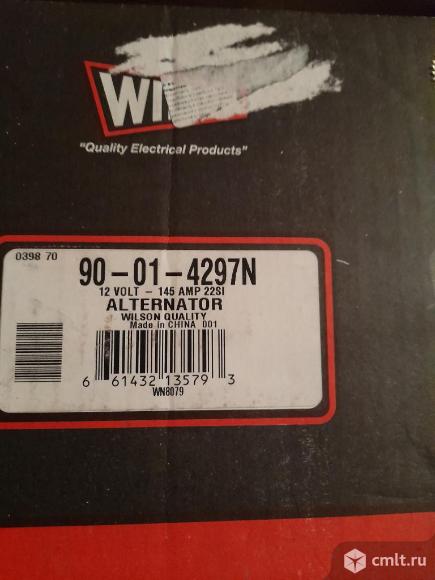 WI
"Quality Electrical Products"
0398 70
90-01-4297N
12 VOLT - 145 AMP 22SI
ALTERNATOR
WILSON QUALITY
Made in CHINA 001
6 61432 13579 3
WN8079
cmlt.ru